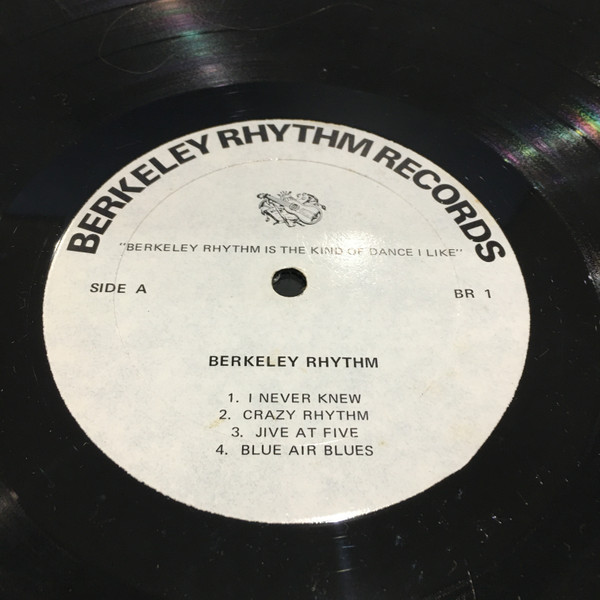 BERKELEY RHYTHM RECORDS
"BERKELEY RHYTHM IS THE KIND OF DANCE I LIKE"
SIDE A
BR 1
BERKELEY RHYTHM
1. I NEVER KNEW
2. CRAZY RHYTHM
3. JIVE AT FIVE
4. BLUE AIR BLUES